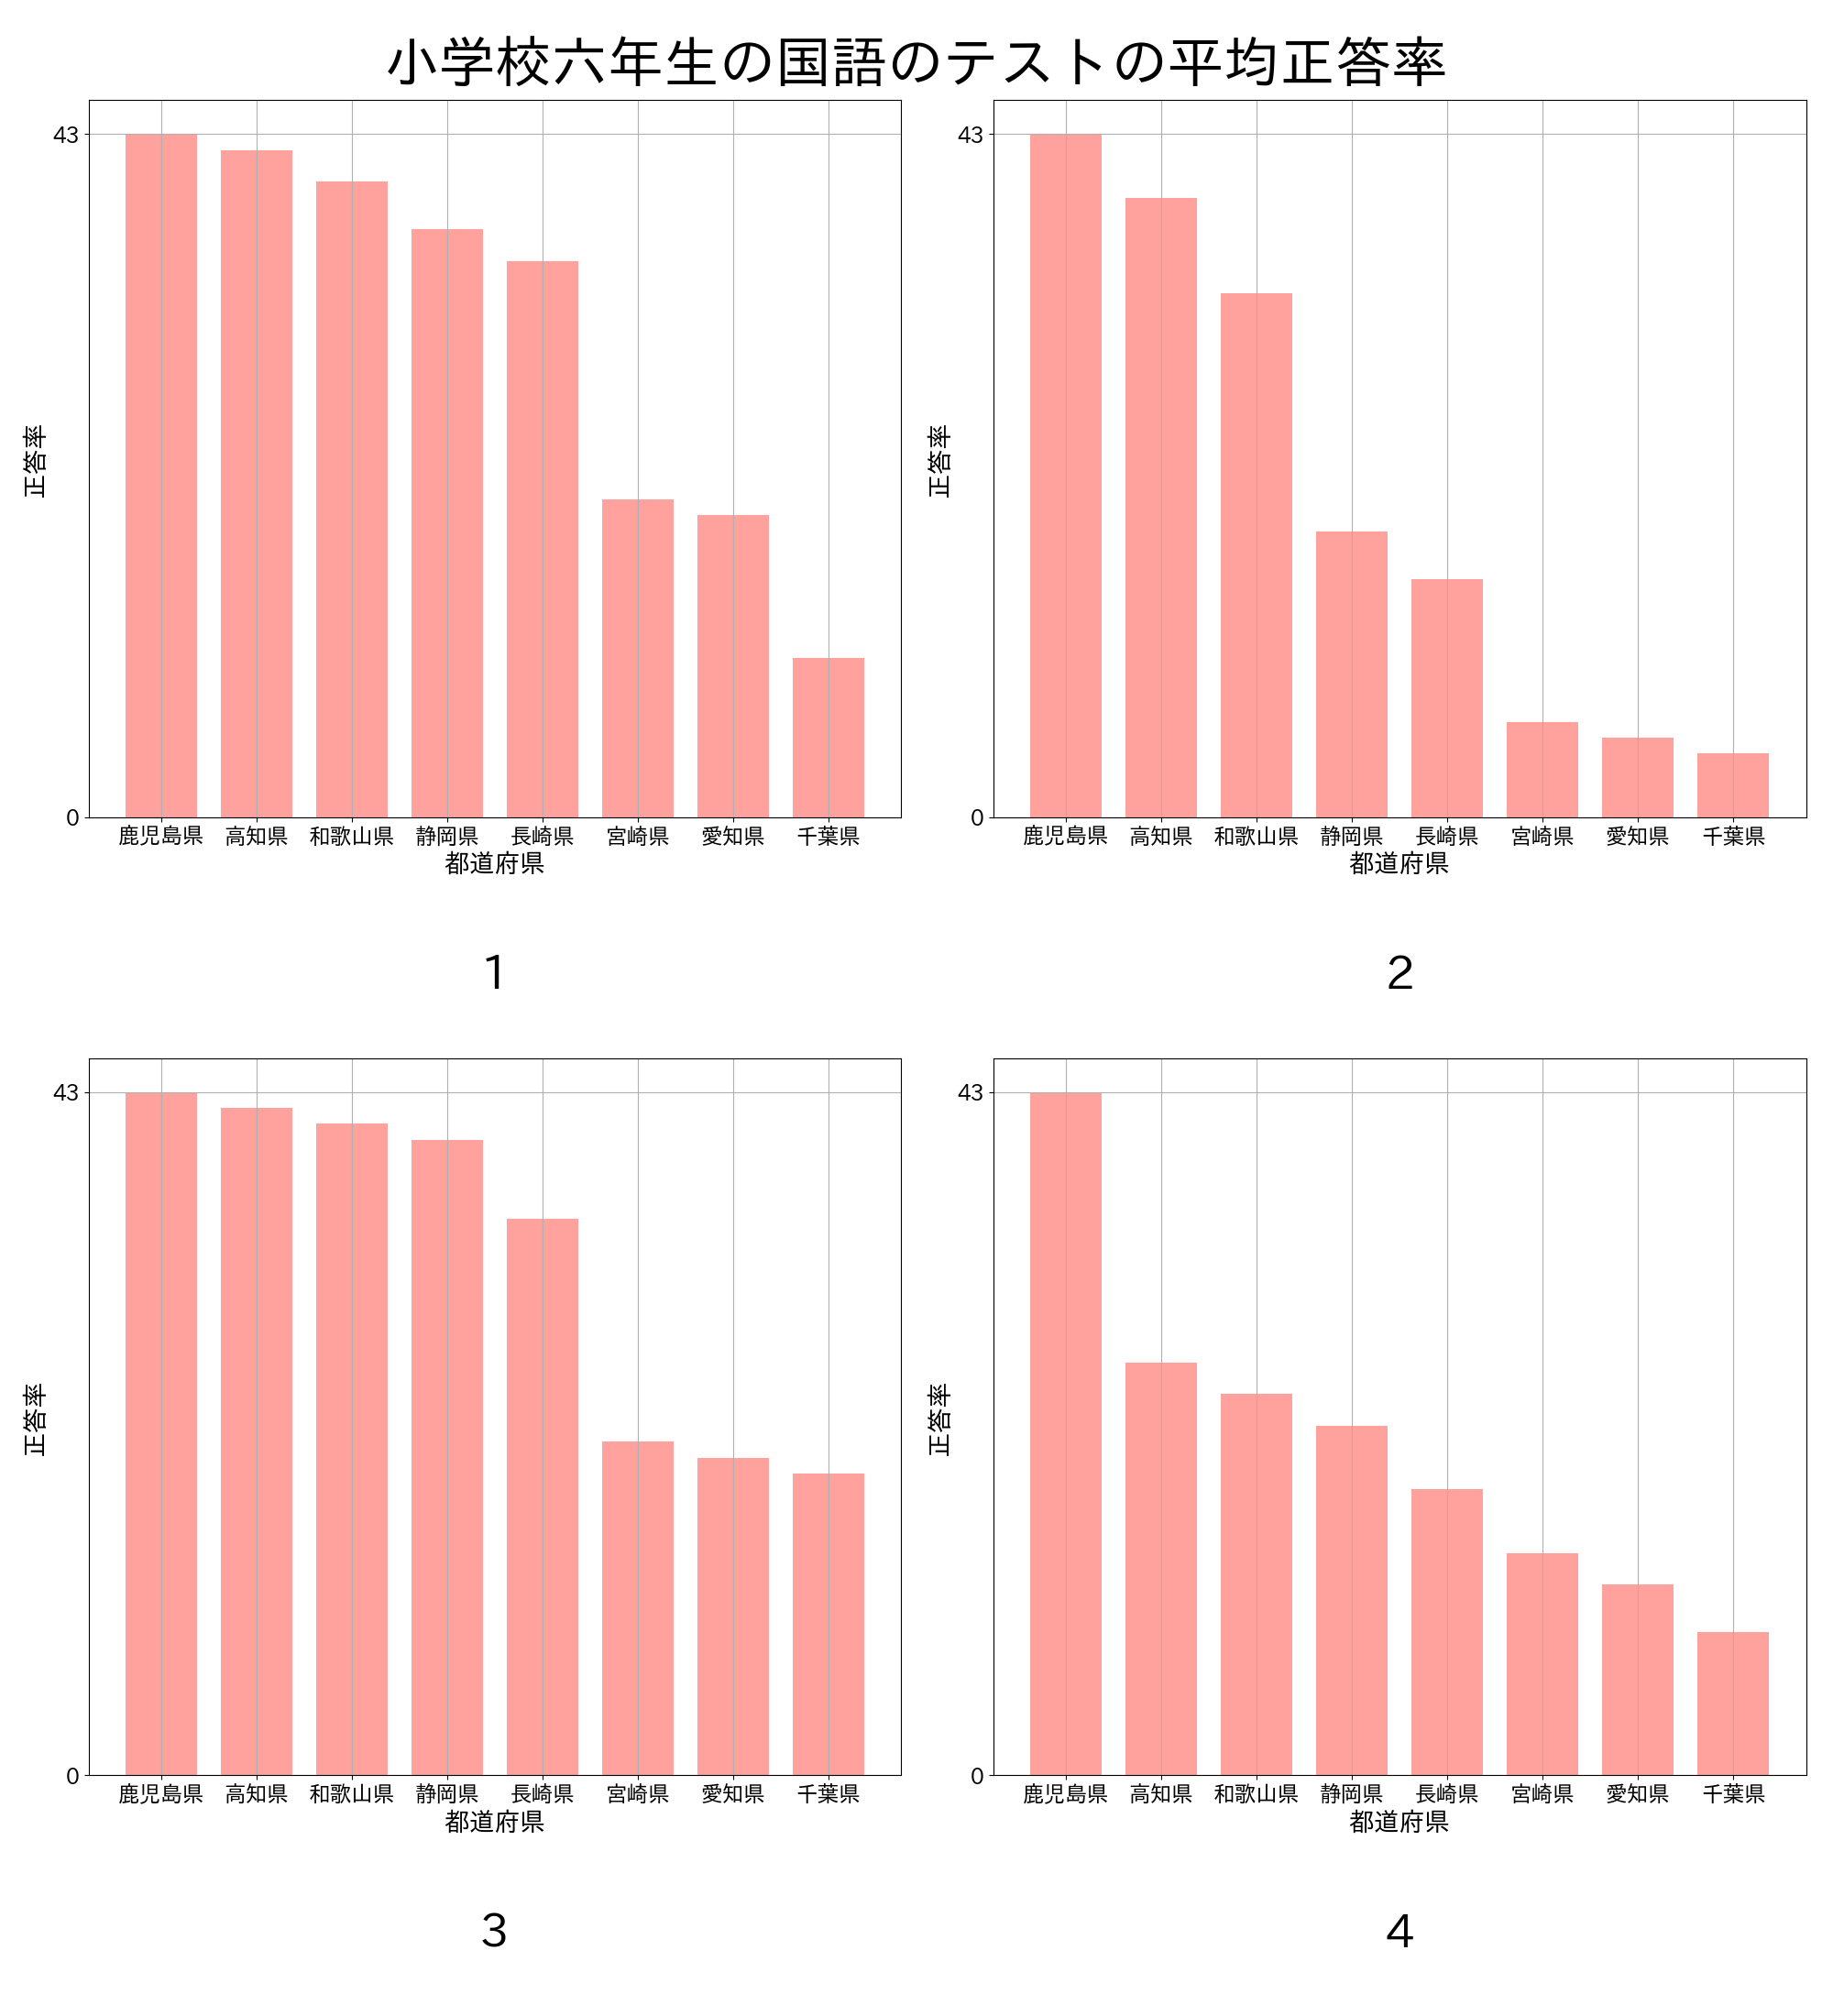 小学校六年生の国語のテストの平均正答率
43
0
正答率
鹿児島県 高知県 和歌山県 静岡県 長崎県 宮崎県 愛知県 千葉県
都道府県
1
43
0
正答率
鹿児島県 高知県 和歌山県 静岡県 長崎県 宮崎県 愛知県 千葉県
都道府県
2
43
0
正答率
鹿児島県 高知県 和歌山県 静岡県 長崎県 宮崎県 愛知県 千葉県
都道府県
3
43
0
正答率
鹿児島県 高知県 和歌山県 静岡県 長崎県 宮崎県 愛知県 千葉県
都道府県
4